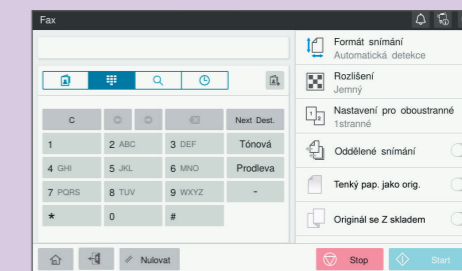 Fax
Formát snímání
Automatická detekce
Rozlišení
Jemný
Nastavení pro oboustranné
1stranné
Oddělené snímání
Tenký pap. jako orig.
Originál se Z skladem
C
Next Dest.
1
2 ABC
3 DEF
Tónová
4 GHI
5 JKL
6 MNO
Prodleva
7 PQRS
8 TUV
9 WXYZ
-
*
0
#
Nulovat
Stop
Start